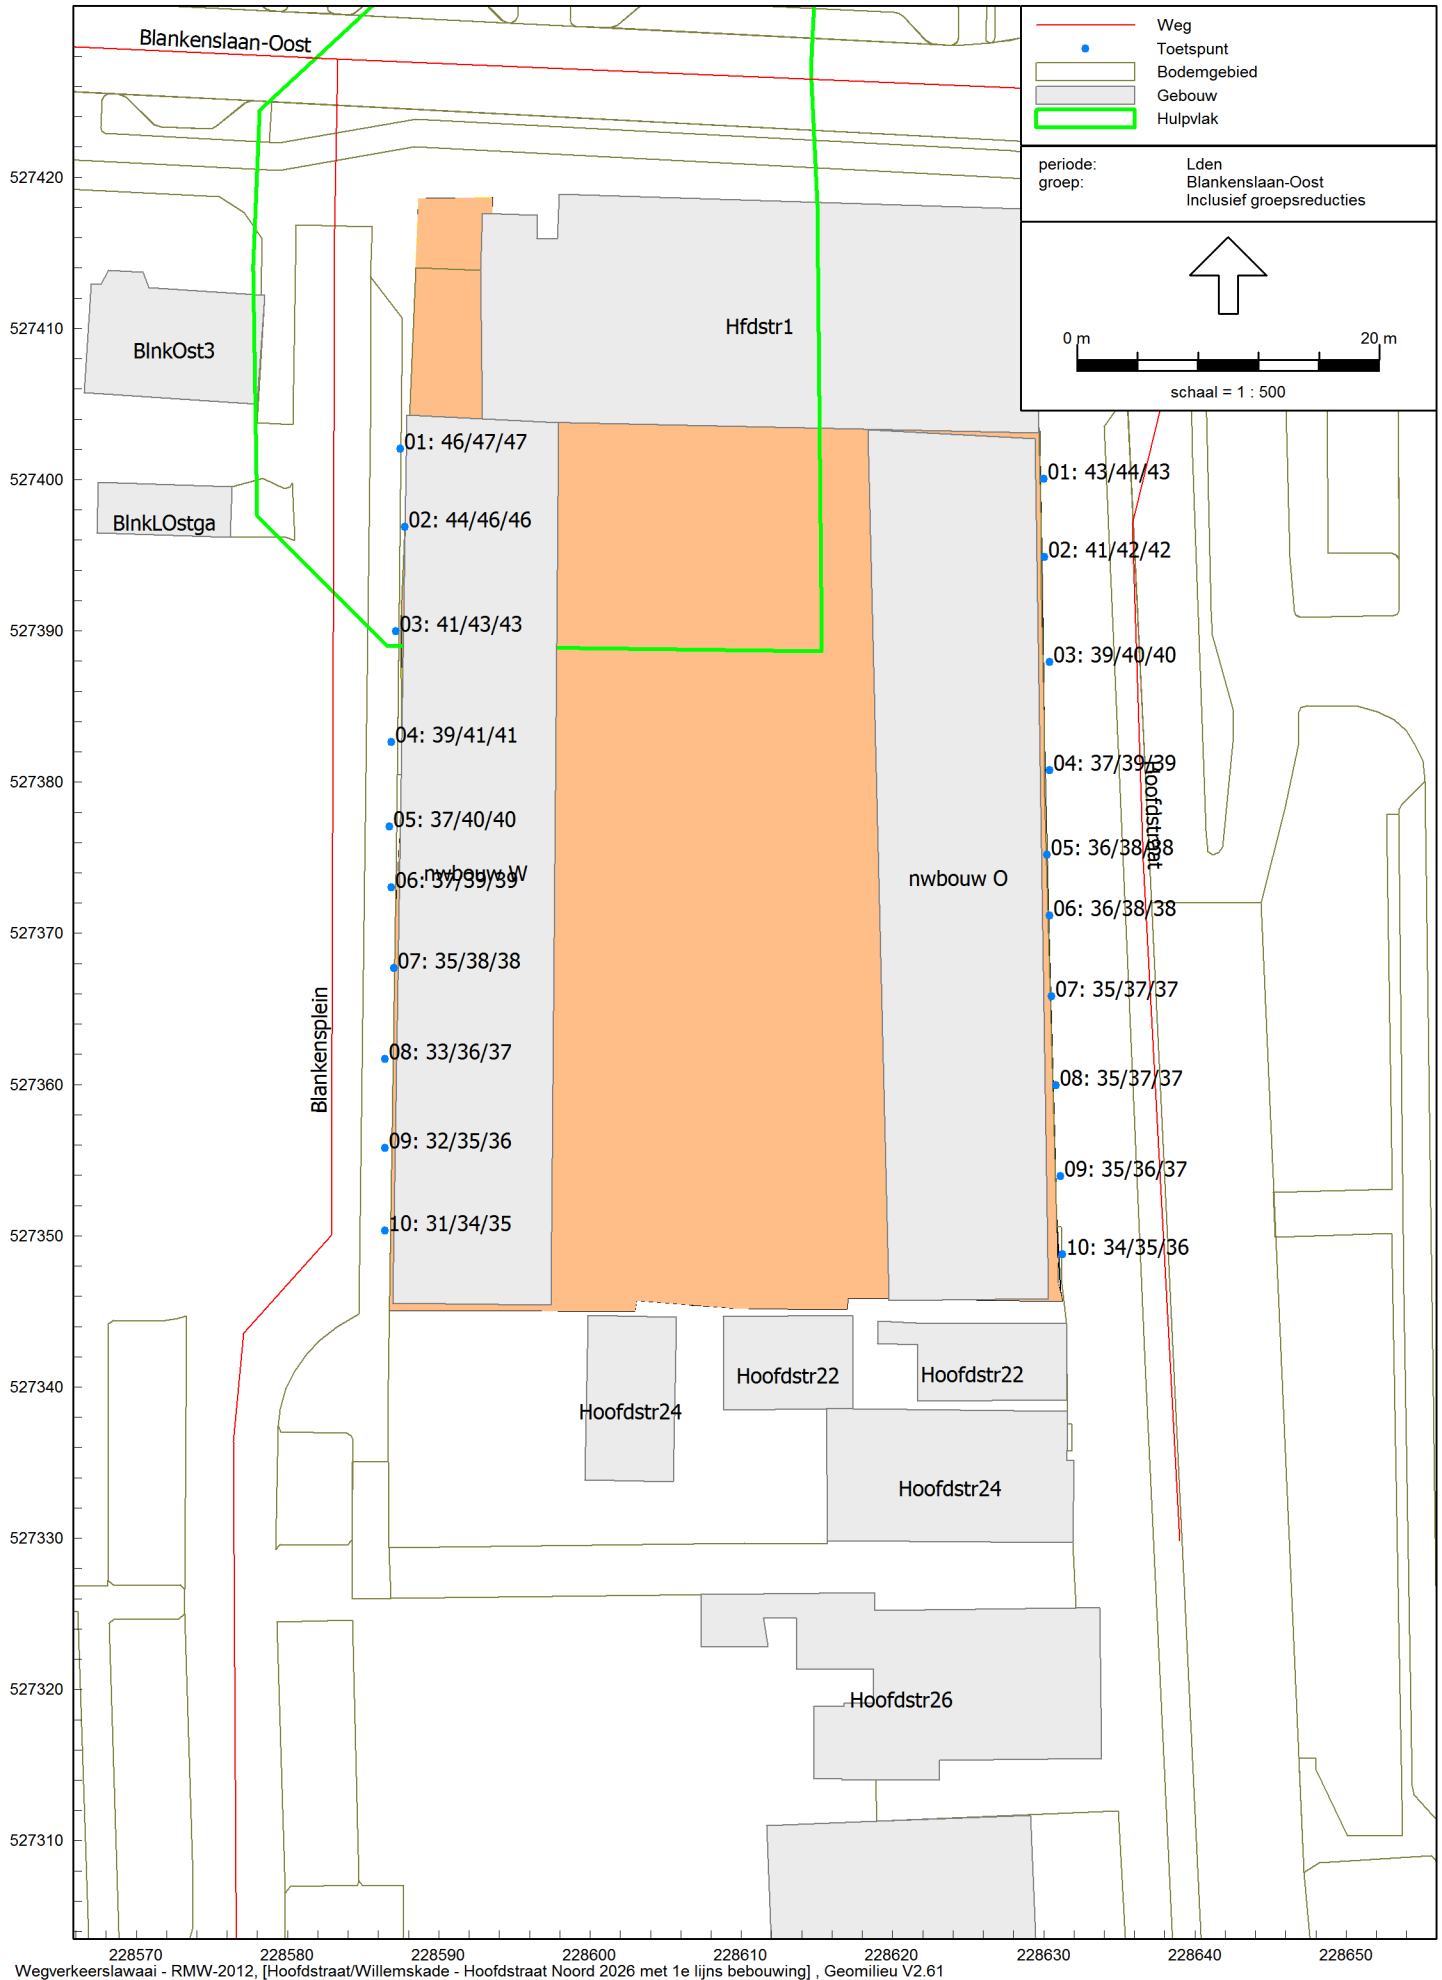 Blankenslaan-Oost
Weg
Toetspunt
Bodemgebied
Gebouw
Hulpvlak
periode: Lden
groep: Blankenslaan-Oost
Inclusief groepsreducties
0 m 20 m
schaal = 1 : 500
527420
527410
527400
527390
527380
527370
527360
527350
527340
527330
527320
527310
Hfdstr1
BlnkOst3
BlnkLOstga
01: 46/47/47
02: 44/46/46
03: 41/43/43
04: 39/41/41
05: 37/40/40
nwbouw W
06: 37/39/39
07: 35/38/38
08: 33/36/37
09: 32/35/36
10: 31/34/35
Blankensplein
nwbouw O
01: 43/44/43
02: 41/42/42
03: 39/40/40
04: 37/39/39
Hoofdstraat
05: 36/38/38
06: 36/38/38
07: 35/37/37
08: 35/37/37
09: 35/36/37
10: 34/35/36
Hoofdstr22
Hoofdstr22
Hoofdstr24
Hoofdstr24
Hoofdstr26
228570 228580 228590 228600 228610 228620 228630 228640 228650
Wegverkeerslawaai - RMW-2012, [Hoofdstraat/Willemskade - Hoofdstraat Noord 2026 met 1e lijns bebouwing] , Geomilieu V2.61